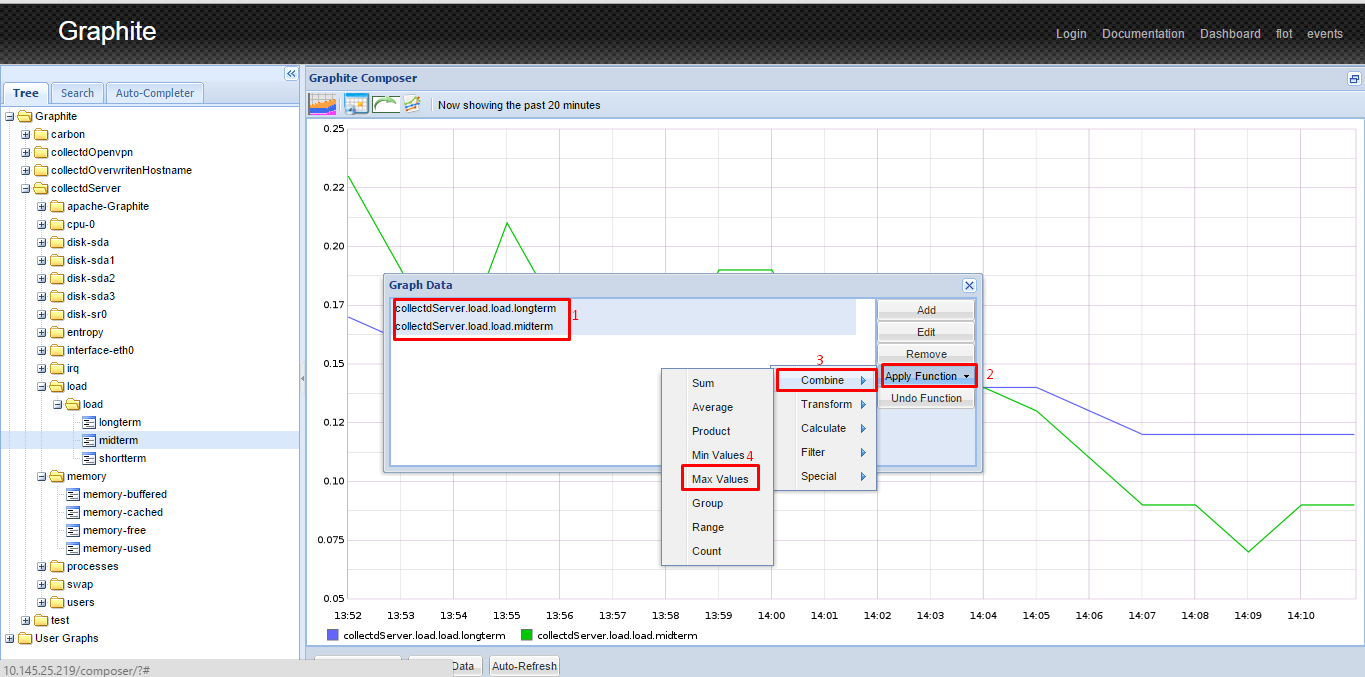 Graphite
Login Documentation Dashboard flot events
Tree Search Auto-Completer
Graphite
carbon
collectdOpenvpn
collectdOverwritenHostname
collectdServer
apache-Graphite
cpu-0
disk-sda
disk-sda1
disk-sda2
disk-sda3
disk-sr0
entropy
interface-eth0
irq
load
load
longterm
midterm
shortterm
memory
memory-buffered
memory-cached
memory-free
memory-used
processes
swap
users
test
User Graphs
10.145.25.219/composer/?#
Graphite Composer
Now showing the past 20 minutes
0.25
0.22
0.20
0.17
0.15
0.12
0.10
0.075
0.05
Graph Data
collectdServer.load.load.longterm
collectdServer.load.load.midterm
1
Add
Edit
Remove
Apply Function
2
Undo Function
3
Combine
Transform
Calculate
Filter
Special
Sum
Average
Product
Min Values
4
Max Values
Group
Range
Count
13:52 13:53 13:54 13:55 13:56 13:57 13:58 13:59 14:00 14:01 14:02 14:03 14:04 14:05 14:06 14:07 14:08 14:09 14:10
collectdServer.load.load.longterm collectdServer.load.load.midterm
Data Auto-Refresh